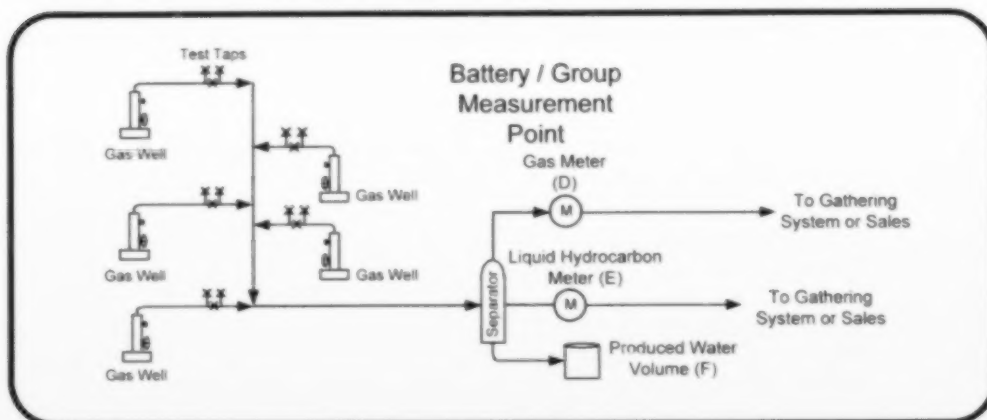 Test Taps
Battery / Group
Measurement
Point
Gas Well
Gas Meter
(D)
M
To Gathering
System or Sales
Gas Well
Gas Well
Liquid Hydrocarbon
Meter (E)
M
To Gathering
System or Sales
Gas Well
Separator
Produced Water
Volume (F)
Gas Well